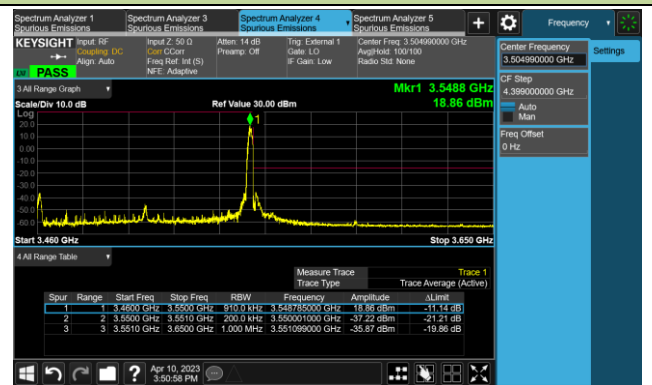 Spectrum Analyzer 1
Spurious Emissions
Spectrum Analyzer 3
Spurious Emissions
Spectrum Analyzer 4
Spurious Emissions
Spectrum Analyzer 5
Spurious Emissions
Frequency
KEYSIGHT
Input: RF
Coupling: DC
Align: Auto
Input Z: 50 Ω
Corr CCorr
Freq Ref: Int (S)
NFE: Adaptive
Atten: 14 dB
Preamp: Off
Trig: External 1
Gate: LO
IF Gain: Low
Center Freq: 3.504990000 GHz
Avg|Hold: 100/100
Radio Std: None
PASS
Center Frequency
3.504990000 GHz
Settings
CF Step
4.399000000 GHz
Auto
Man
Freq Offset
0 Hz
3 All Range Graph
Mkr1 3.5488 GHz
Scale/Div 10.0 dB
Ref Value 30.00 dBm
18.86 dBm
Log
1
20.0
10.0
0.00
-10.0
-20.0
-30.0
-40.0
-50.0
-60.0
Start 3.460 GHz
Stop 3.650 GHz
4 All Range Table
Measure Trace
Trace 1
Trace Type
Trace Average (Active)
Spur Range Start Freq Stop Freq RBW Frequency Amplitude ΔLimit
1 1 3.4600 GHz 3.5500 GHz 910.0 kHz 3.548785000 GHz 18.86 dBm -11.14 dB
2 2 3.5500 GHz 3.5510 GHz 200.0 kHz 3.550001000 GHz -37.22 dBm -21.21 dB
3 3 3.5510 GHz 3.6500 GHz 1.000 MHz 3.551099000 GHz -35.87 dBm -19.86 dB
Apr 10, 2023
3:50:58 PM